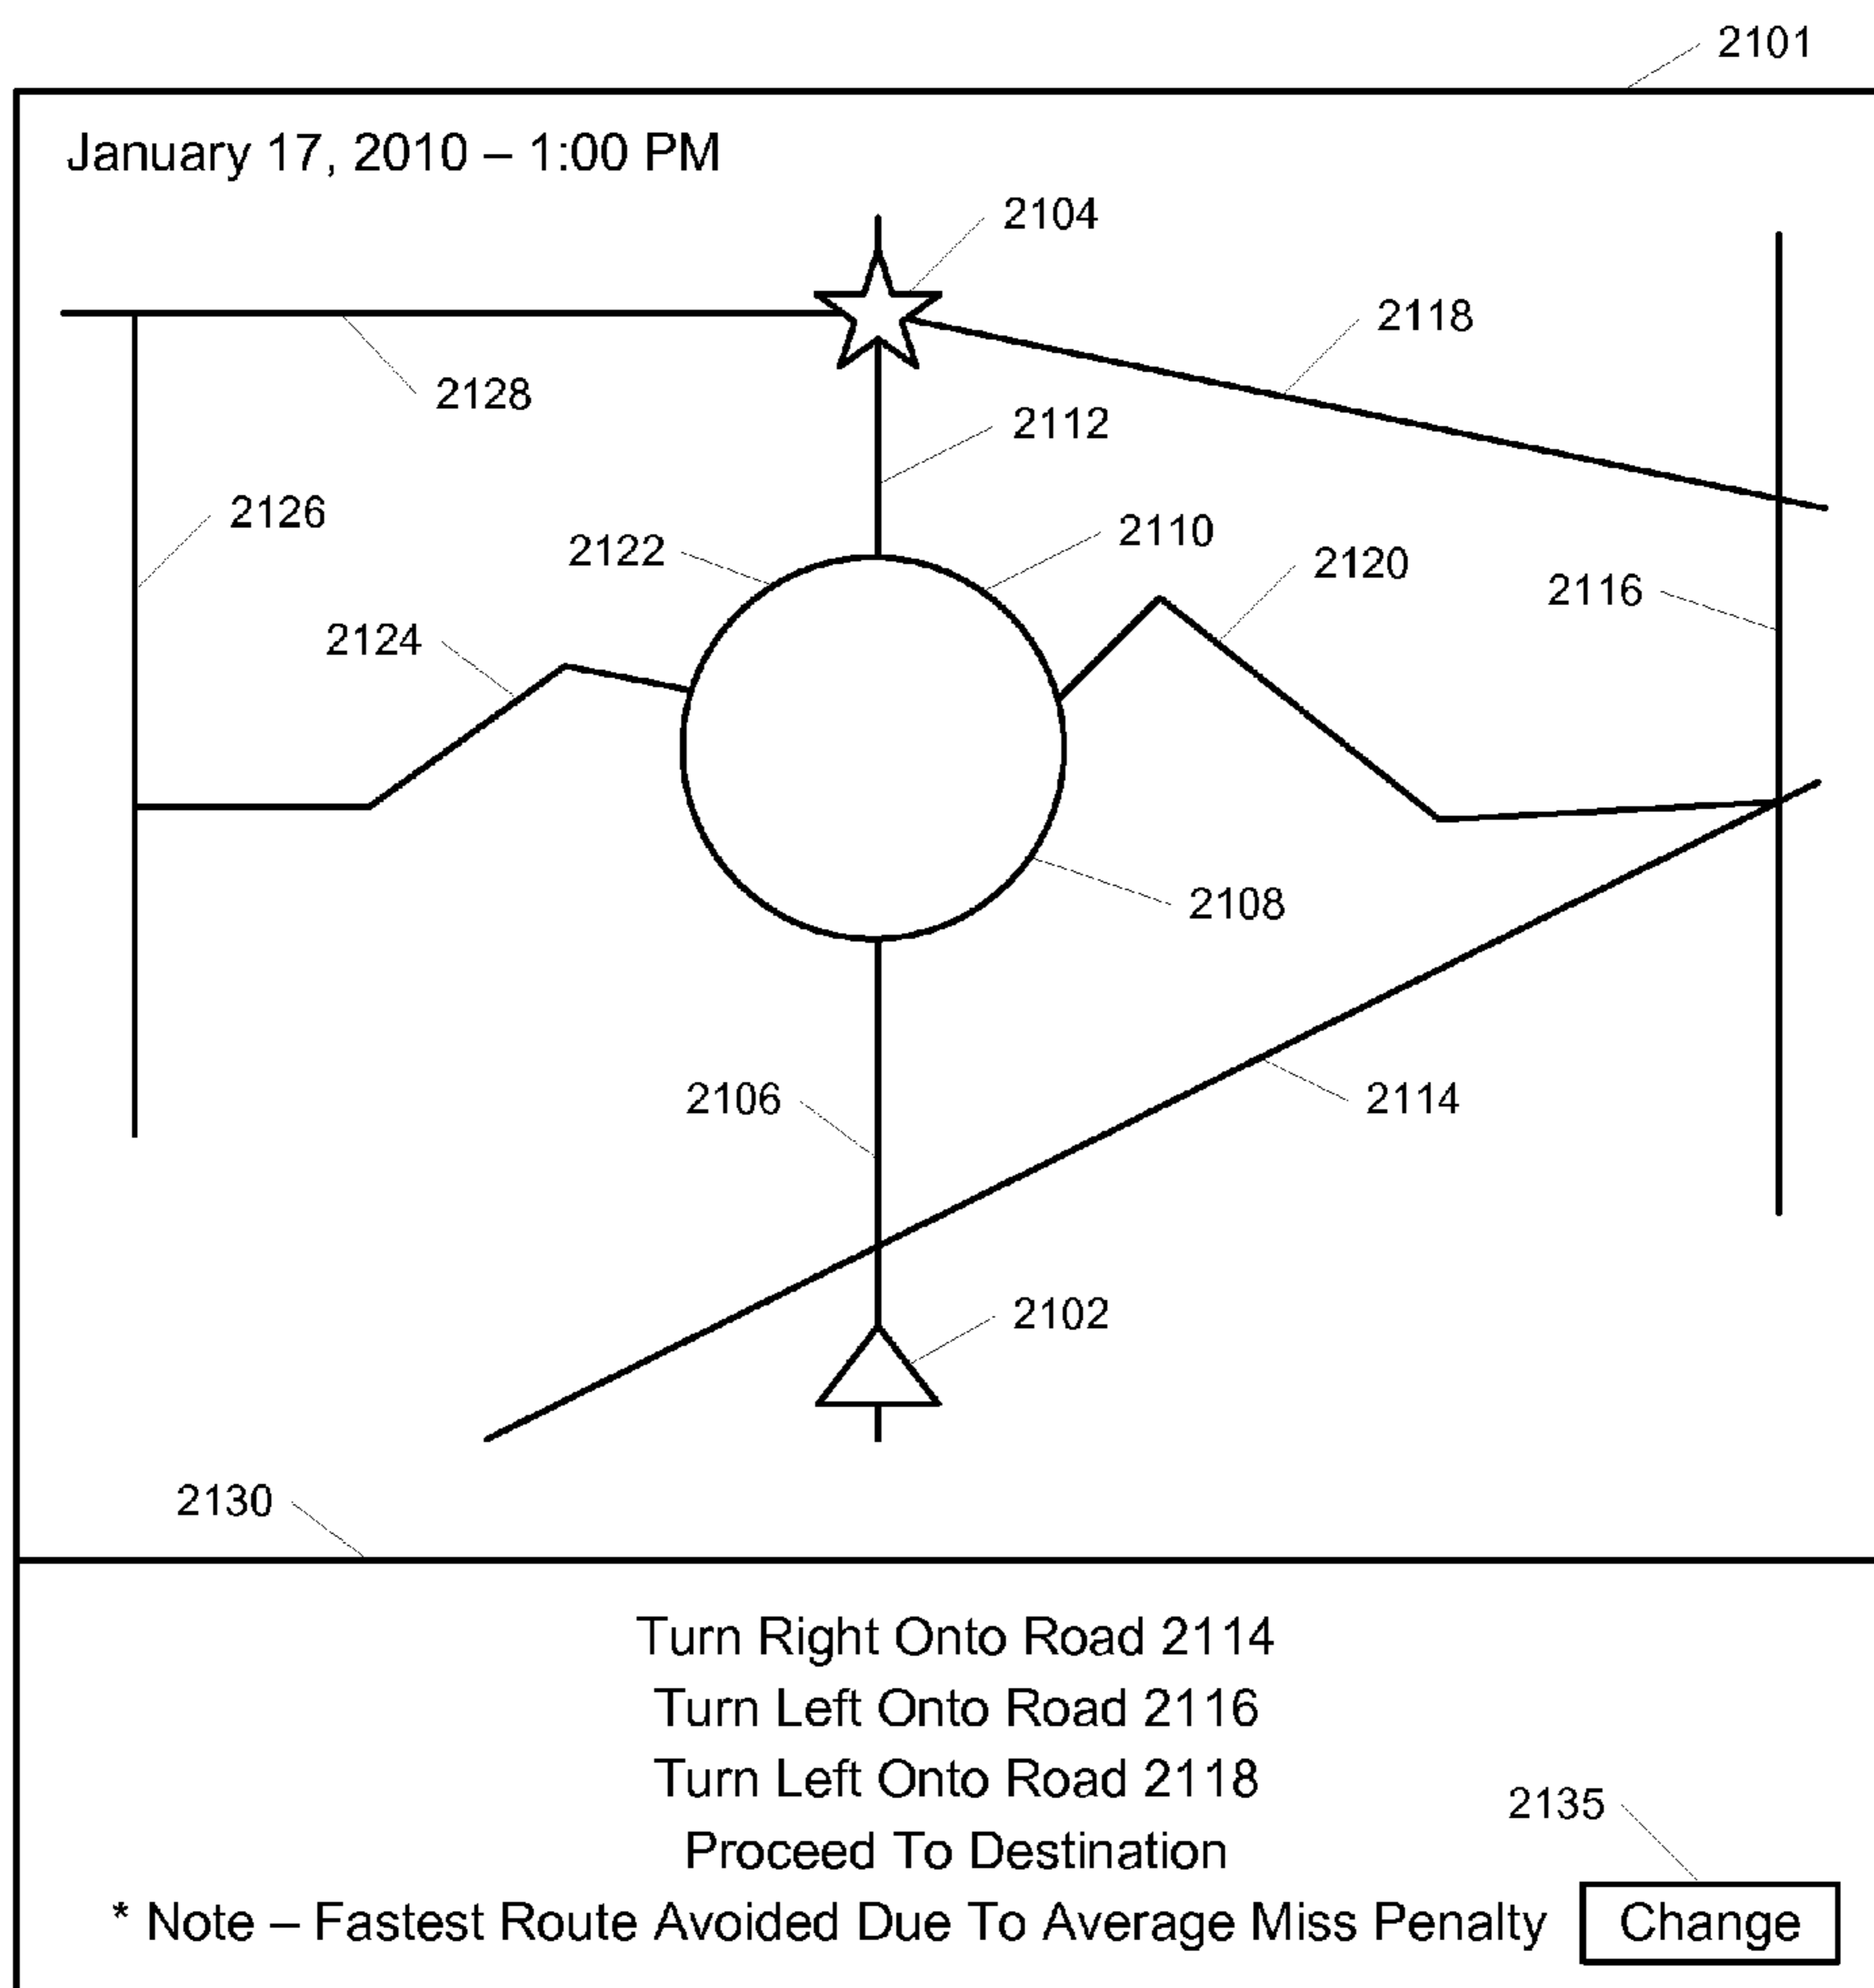 2101
January 17, 2010 – 1:00 PM
2104
2118
2128
2112
2126
2122
2110
2120
2116
2124
2108
2106
2114
2102
2130
Turn Right Onto Road 2114
Turn Left Onto Road 2116
Turn Left Onto Road 2118
2135
Proceed To Destination
* Note – Fastest Route Avoided Due To Average Miss Penalty
Change